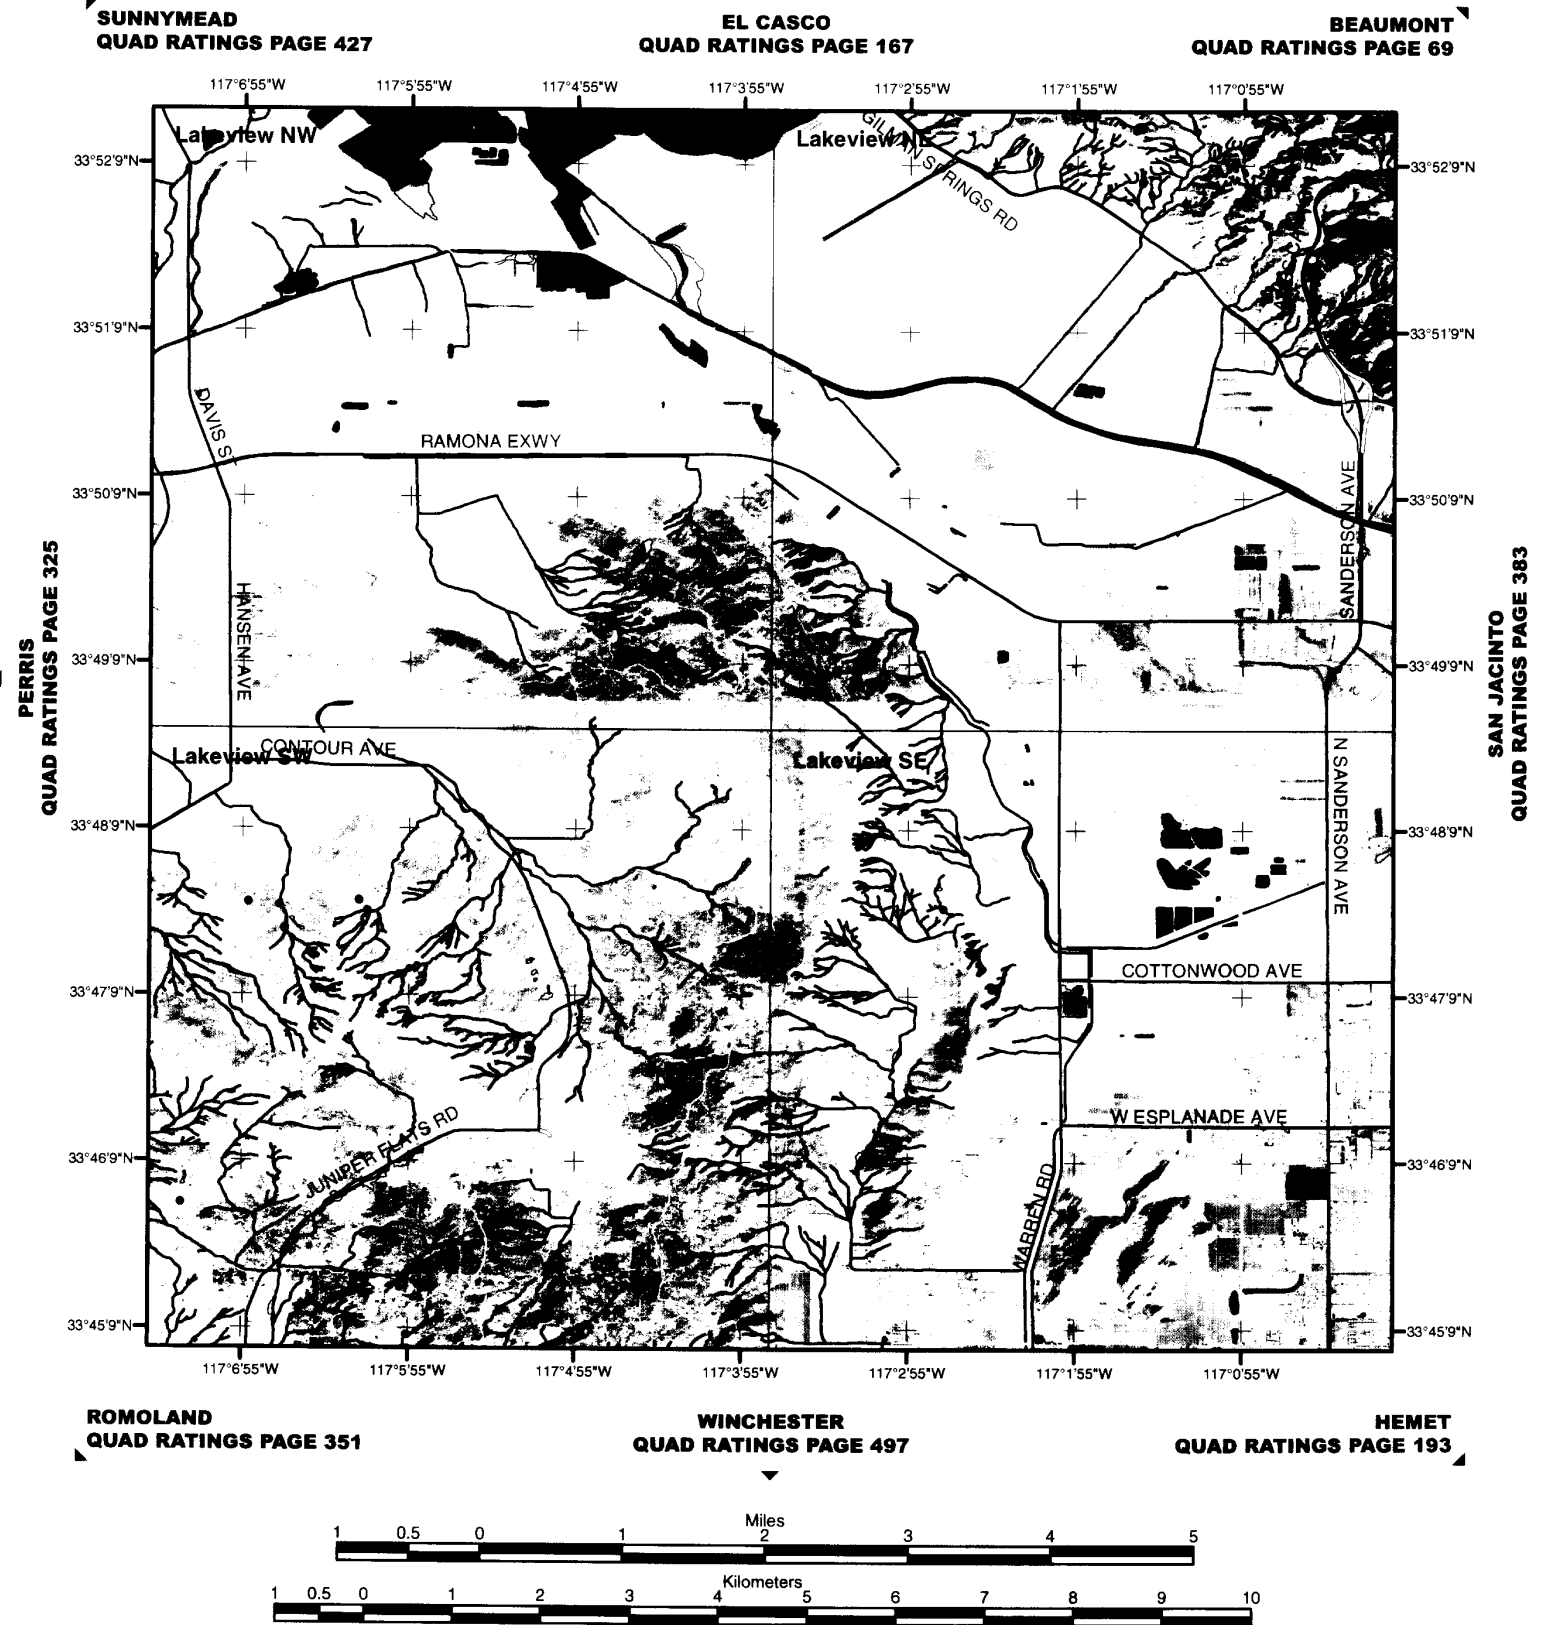 SUNNYMEAD
QUAD RATINGS PAGE 427
EL CASCO
QUAD RATINGS PAGE 167
BEAUMONT
QUAD RATINGS PAGE 69
117°6'55"W 117°5'55"W 117°4'55"W 117°3'55"W 117°2'55"W 117°1'55"W 117°0'55"W
Lakeview NW
Lakeview NE
GILMAN SPRINGS RD
33°52'9"N
33°52'9"N
33°51'9"N
33°51'9"N
DAVIS ST
RAMONA EXWY
33°50'9"N
33°50'9"N
SANDERSON AVE
PERRIS
QUAD RATINGS PAGE 325
SAN JACINTO
QUAD RATINGS PAGE 383
HANSEN AVE
33°49'9"N
33°49'9"N
CONTOUR AVE
Lakeview SW
Lakeview SE
N SANDERSON AVE
33°48'9"N
33°48'9"N
COTTONWOOD AVE
33°47'9"N
33°47'9"N
W ESPLANADE AVE
JUNIPER FLATS RD
33°46'9"N
33°46'9"N
WARREN RD
33°45'9"N
33°45'9"N
117°6'55"W 117°5'55"W 117°4'55"W 117°3'55"W 117°2'55"W 117°1'55"W 117°0'55"W
ROMOLAND
QUAD RATINGS PAGE 351
WINCHESTER
QUAD RATINGS PAGE 497
HEMET
QUAD RATINGS PAGE 193
Miles
1 0.5 0 1 2 3 4 5
Kilometers
1 0.5 0 1 2 3 4 5 6 7 8 9 10